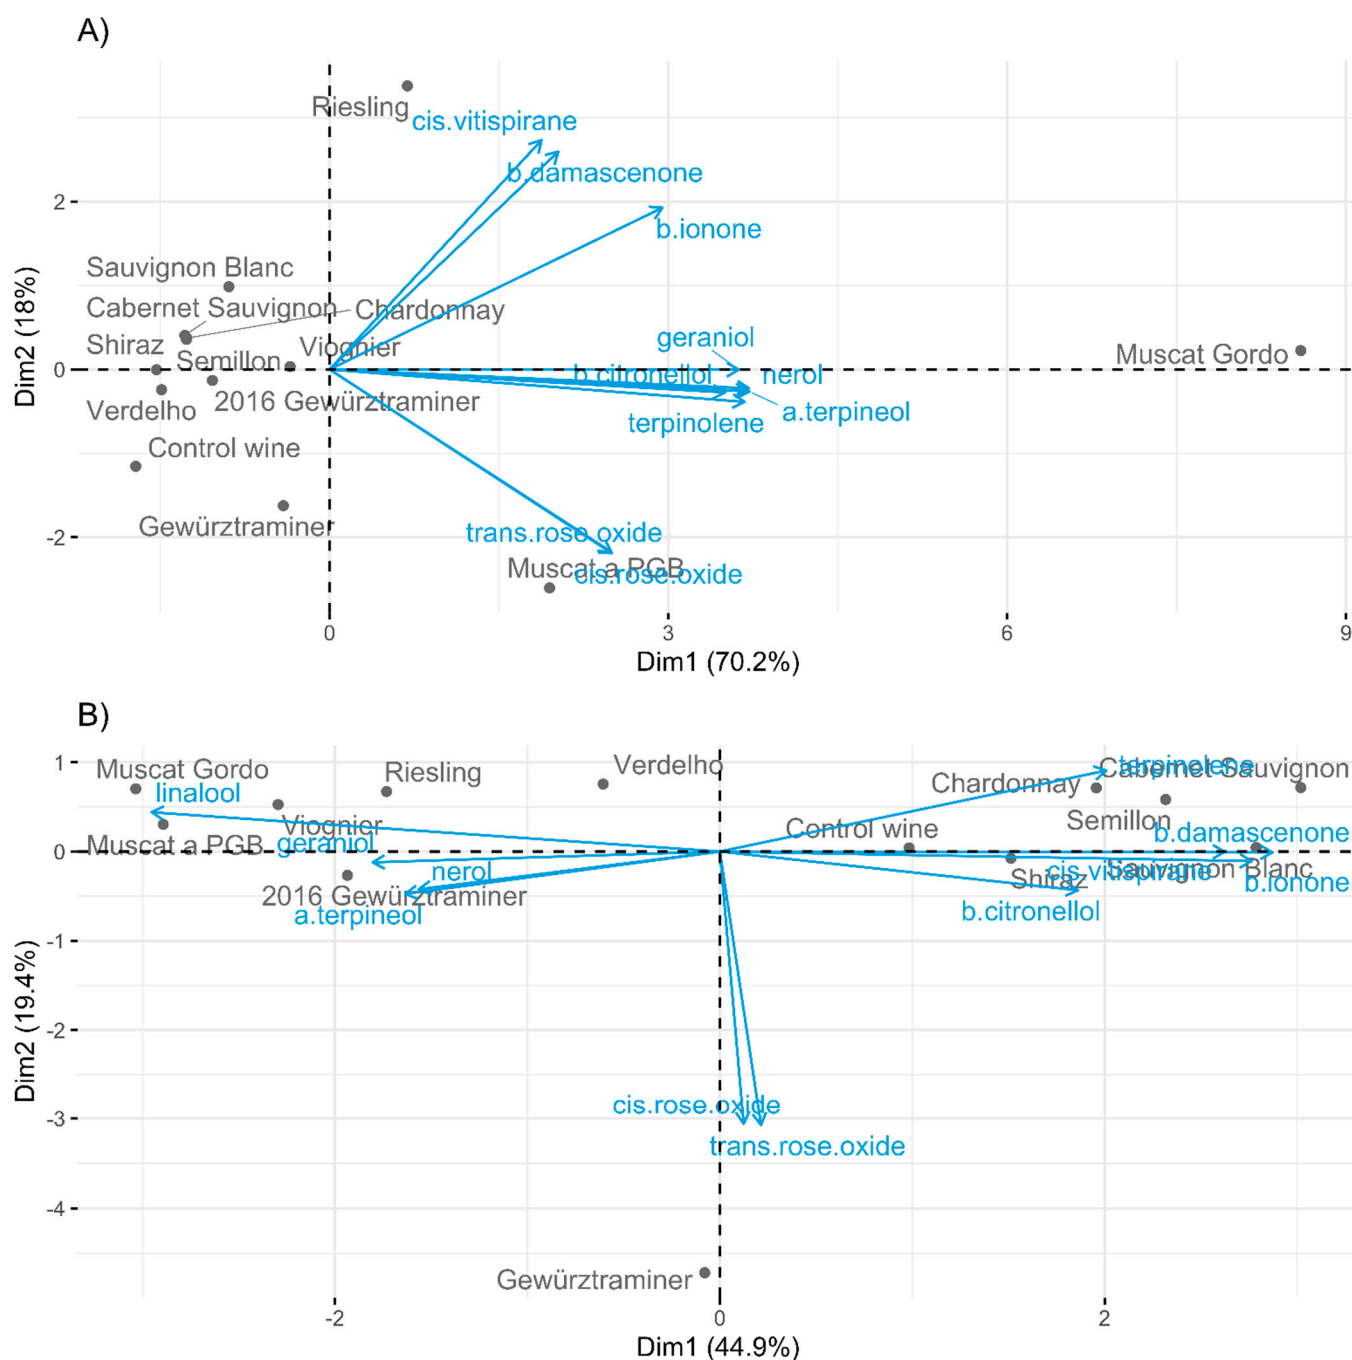 A)
Riesling
cis.vitispirane
b.damascenone
2
b.ionone
Sauvignon Blanc
Cabernet Sauvignon
Chardonnay
geraniol
Shiraz
Viognier
Muscat Gordo
Semillon
0
b.citronellol
nerol
2016 Gewürztraminer
Verdelho
a.terpineol
terpinolene
Control wine
Gewürztraminer
trans.rose.oxide
-2
Muscat a PGB
cis.rose.oxide
Dim2 (18%)
0
3
6
9
Dim1 (70.2%)
B)
1
Muscat Gordo
Riesling
Verdelho
terpinolene
Cabernet Sauvignon
linalool
Chardonnay
Semillon
Viognier
Control wine
b.damascenone
Muscat a PGB
geraniol
0
nerol
Shiraz
cis.vitispirane
Sauvignon Blanc
b.ionone
2016 Gewürztraminer
a.terpineol
b.citronellol
-1
-2
cis.rose.oxide
-3
trans.rose.oxide
-4
Gewürztraminer
Dim2 (19.4%)
-2
0
2
Dim1 (44.9%)